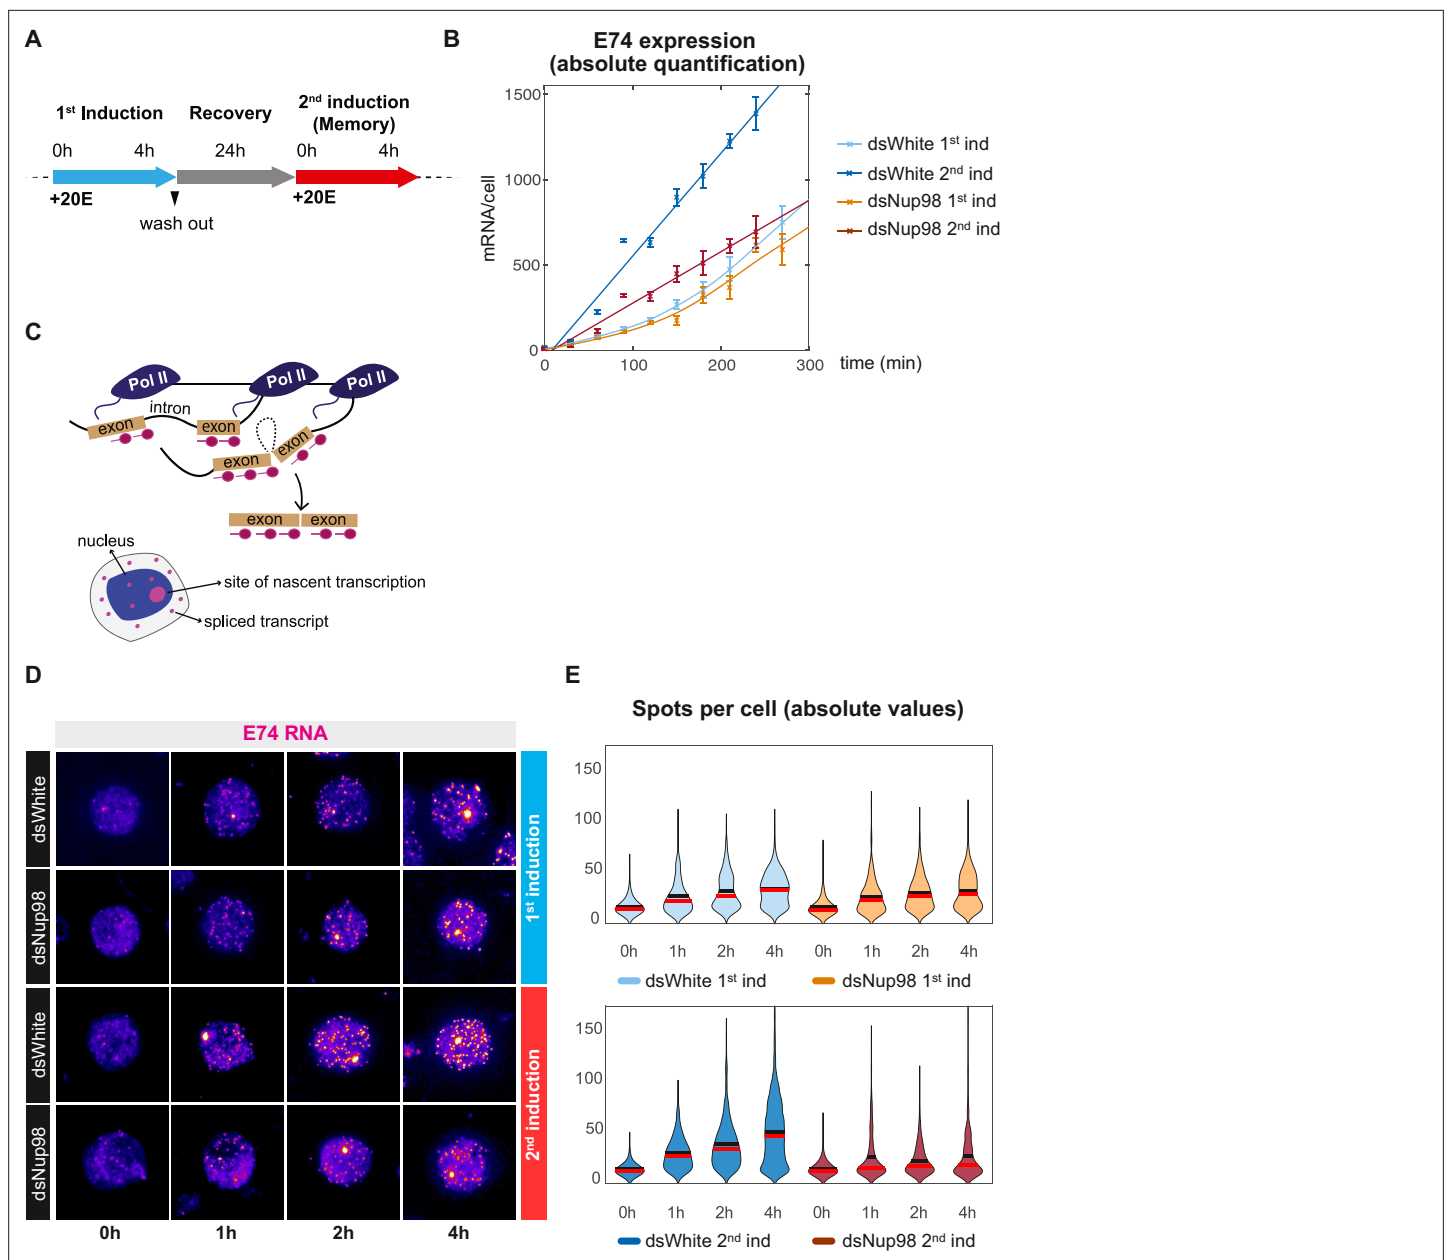 A
1st Induction
Recovery
2nd induction
(Memory)
0h
4h
24h
0h
4h
+20E
+20E
wash out
B
E74 expression
(absolute quantification)
mRNA/cell
1500
1000
500
0
0
100
200
300
time (min)
dsWhite 1st ind
dsWhite 2nd ind
dsNup98 1st ind
dsNup98 2nd ind
C
Pol II
Pol II
Pol II
intron
exon
exon
exon
exon
exon
exon
nucleus
site of nascent transcription
spliced transcript
D
E74 RNA
dsWhite
dsNup98
dsWhite
dsNup98
1st induction
2nd induction
0h
1h
2h
4h
E
Spots per cell (absolute values)
150
100
50
0
0h
1h
2h
4h
0h
1h
2h
4h
dsWhite 1st ind
dsNup98 1st ind
150
100
50
0
0h
1h
2h
4h
0h
1h
2h
4h
dsWhite 2nd ind
dsNup98 2nd ind